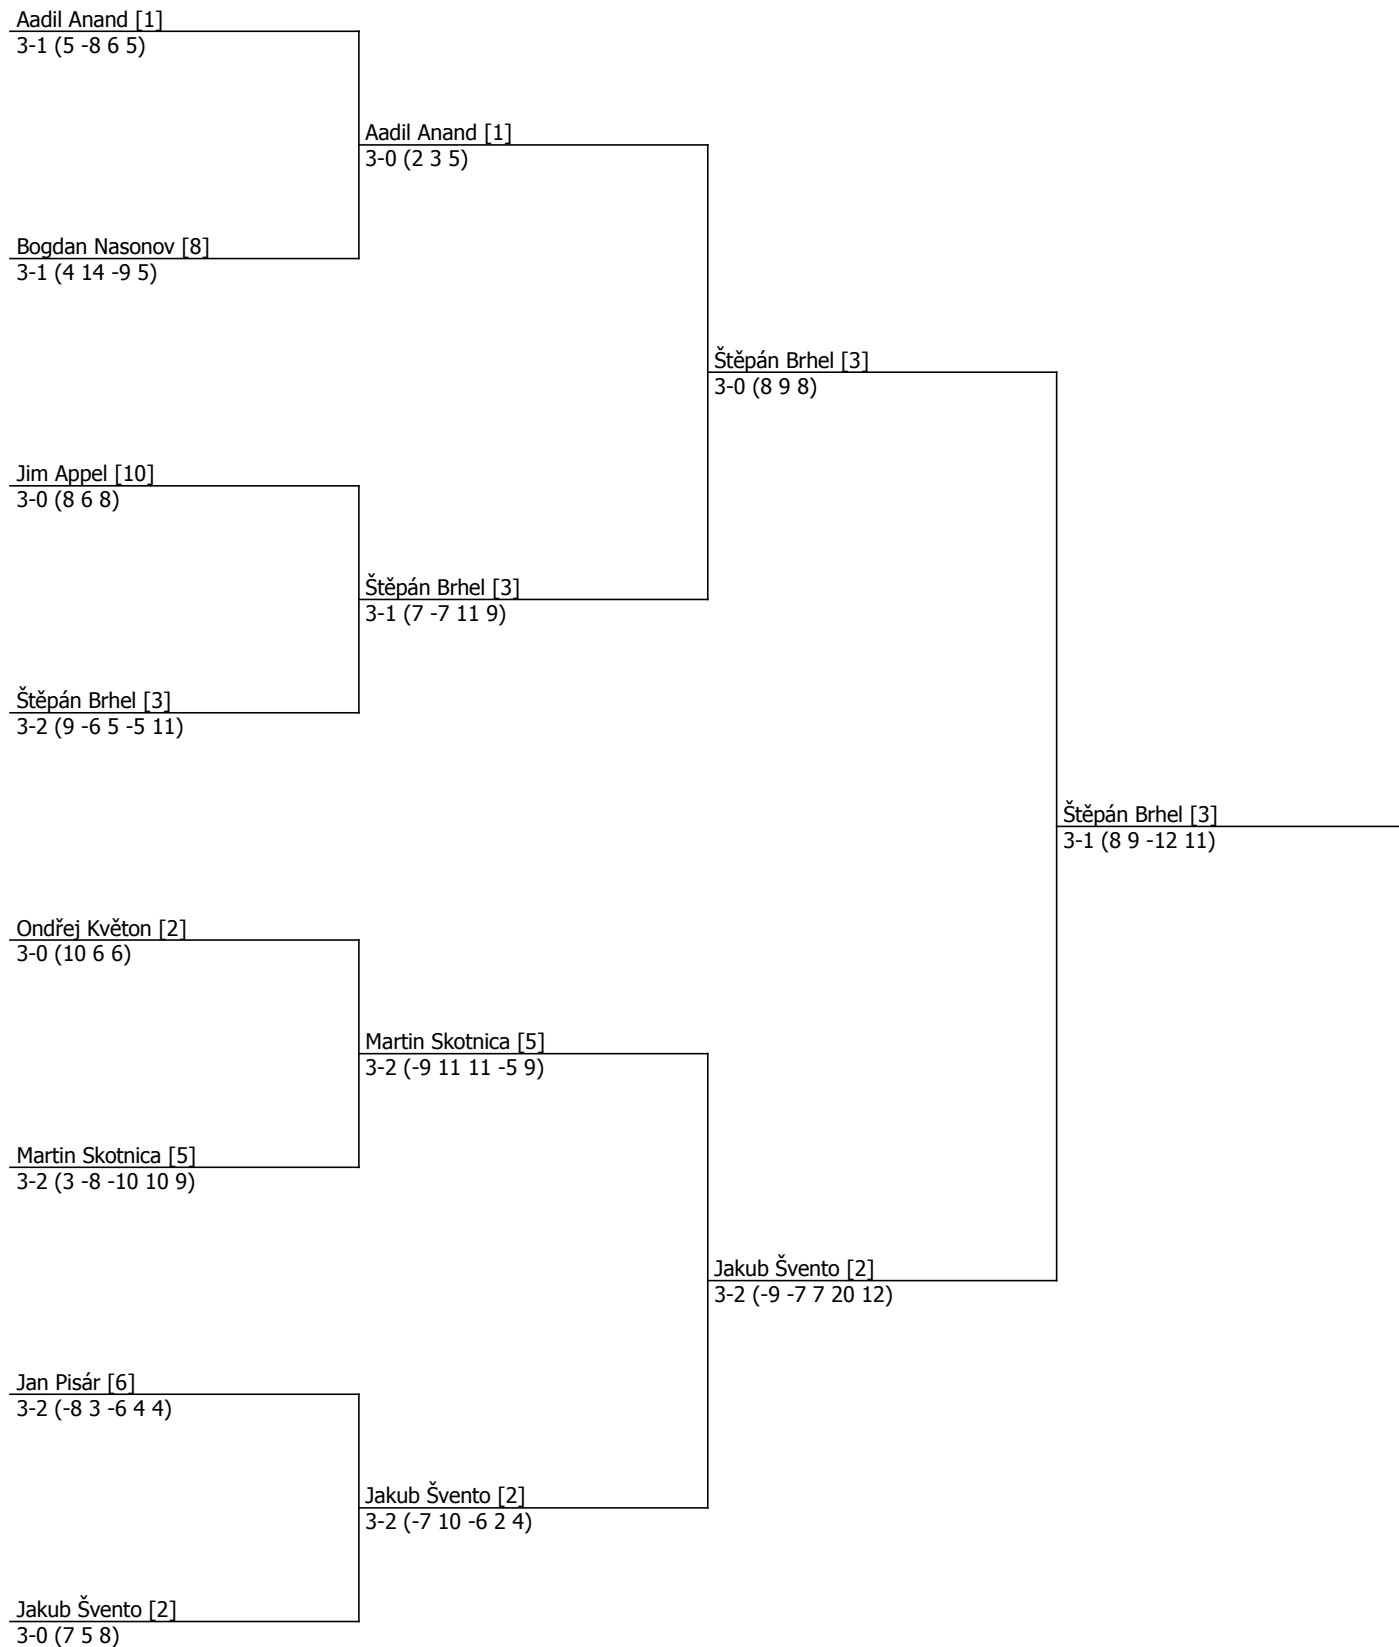 Aadil Anand [1]
3-1 (5 -8 6 5)
Aadil Anand [1]
3-0 (2 3 5)
Bogdan Nasonov [8]
3-1 (4 14 -9 5)
Štěpán Brhel [3]
3-0 (8 9 8)
Jim Appel [10]
3-0 (8 6 8)
Štěpán Brhel [3]
3-1 (7 -7 11 9)
Štěpán Brhel [3]
3-2 (9 -6 5 -5 11)
Štěpán Brhel [3]
3-1 (8 9 -12 11)
Ondřej Květon [2]
3-0 (10 6 6)
Martin Skotnica [5]
3-2 (-9 11 11 -5 9)
Martin Skotnica [5]
3-2 (3 -8 -10 10 9)
Jakub Švento [2]
3-2 (-9 -7 7 20 12)
Jan Pisár [6]
3-2 (-8 3 -6 4 4)
Jakub Švento [2]
3-2 (-7 10 -6 2 4)
Jakub Švento [2]
3-0 (7 5 8)